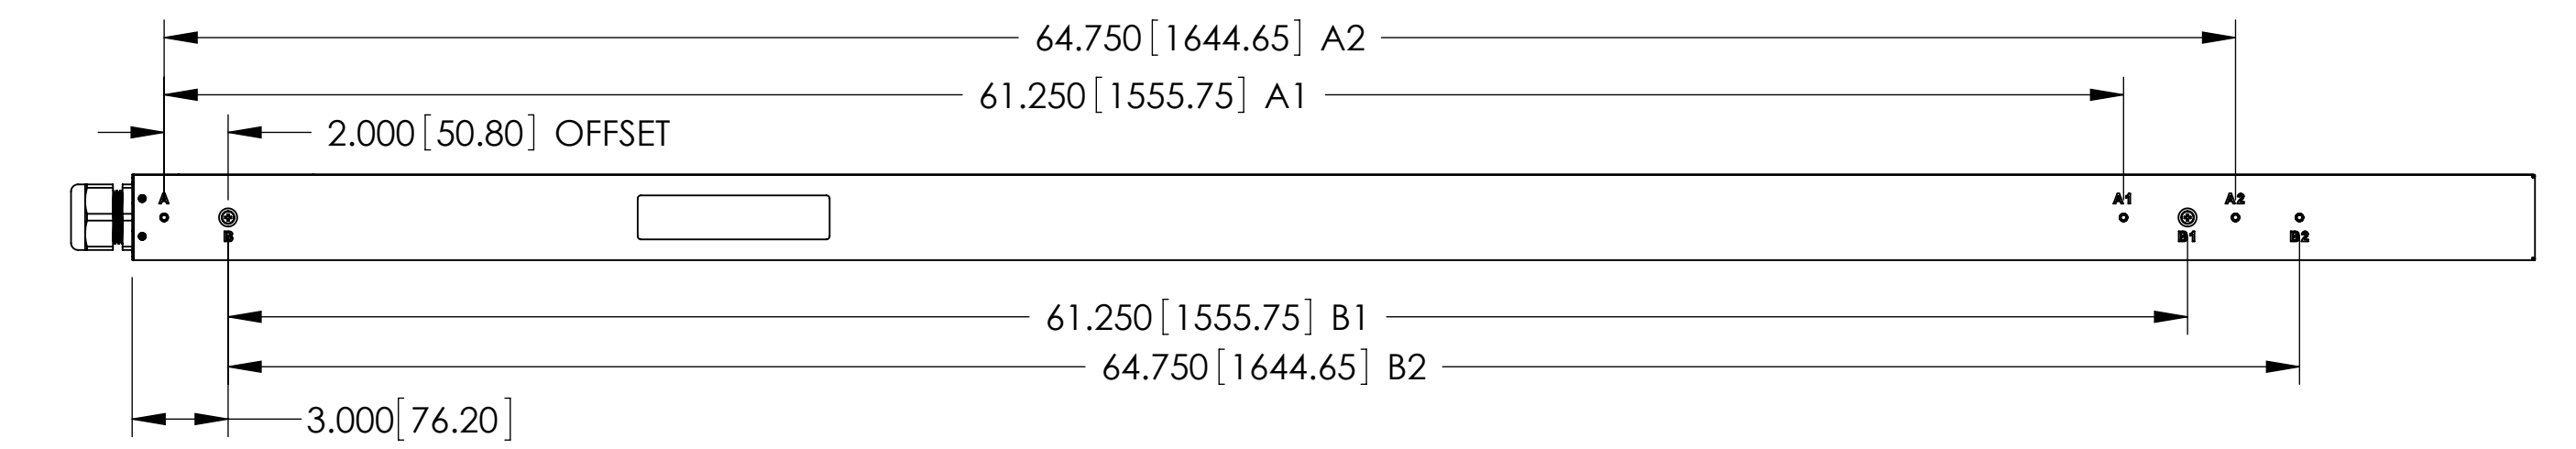 64.750[1644.65] A2
61.250[1555.75] A1
2.000[50.80] OFFSET
A
A1
A2
B
B1
B2
61.250[1555.75] B1
64.750[1644.65] B2
3.000[76.20]